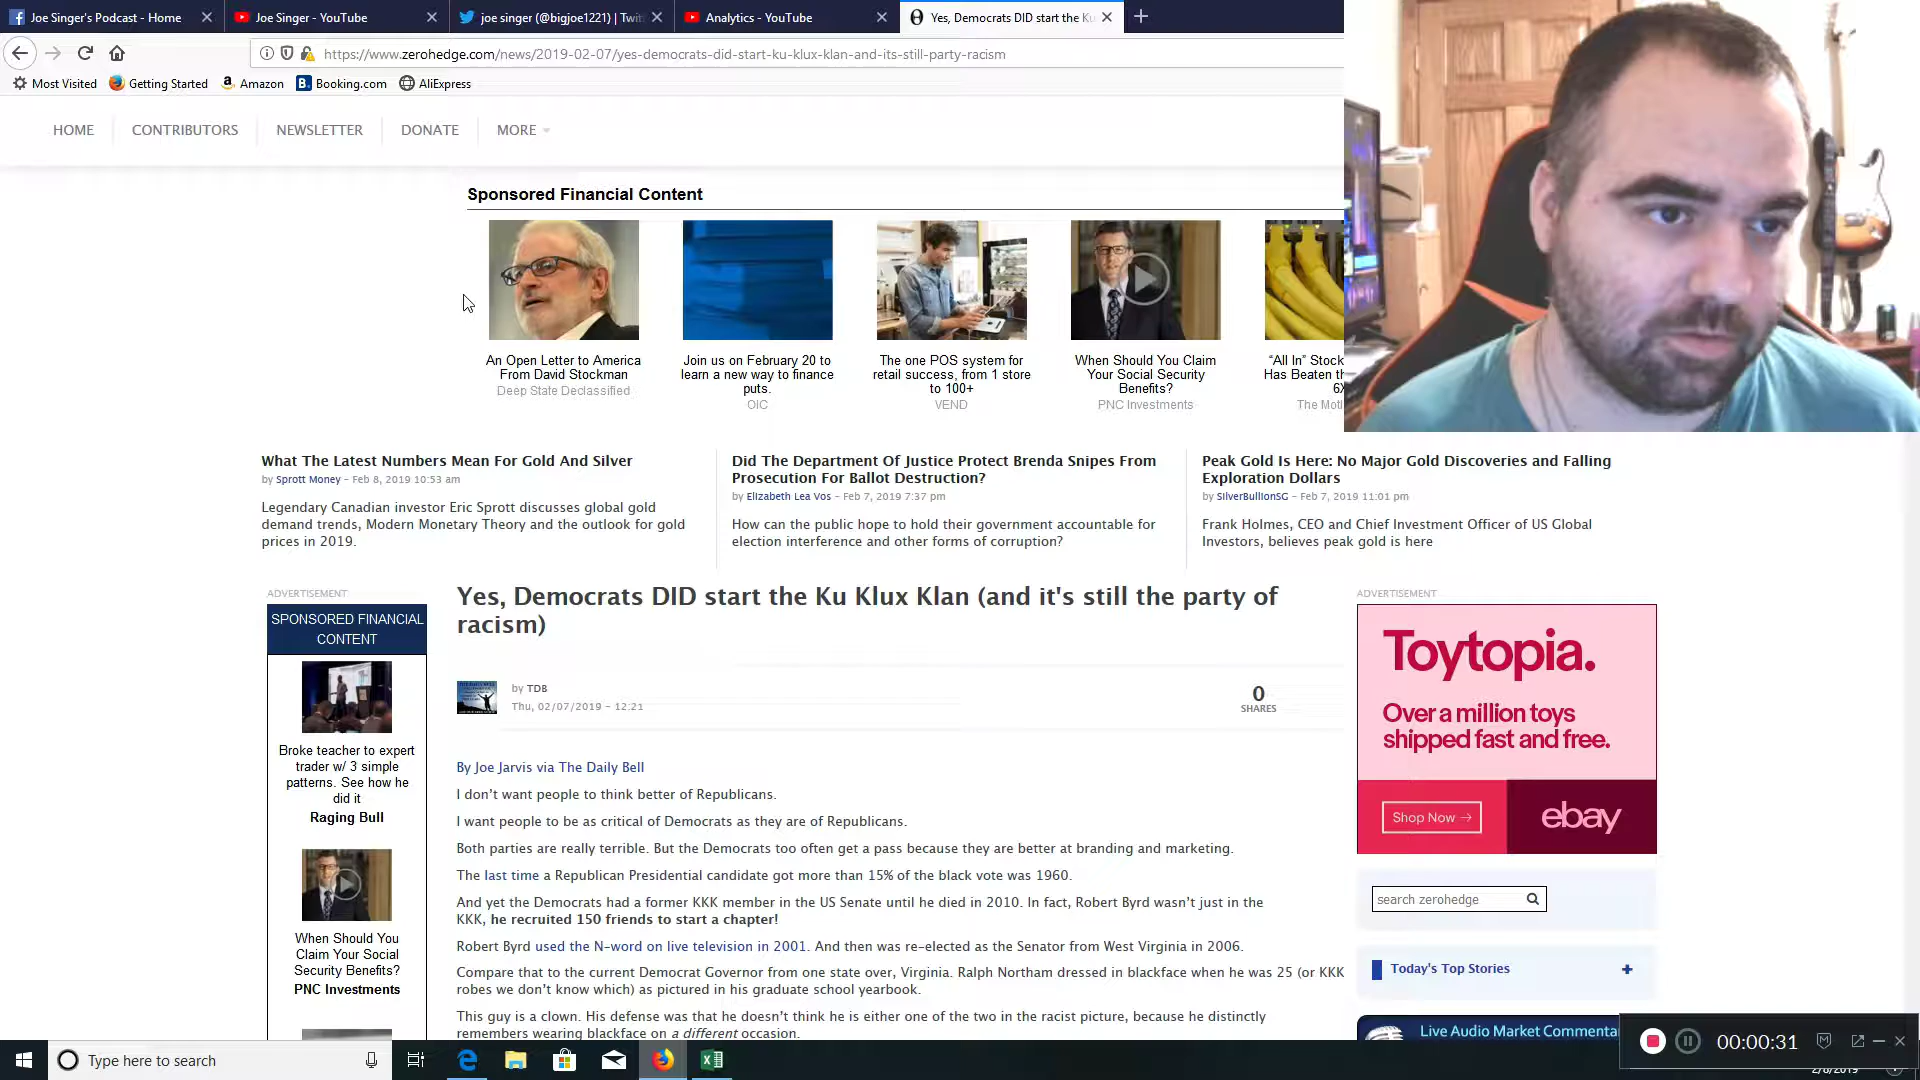 Joe Singer's Podcast - Home
Joe Singer - YouTube
joe singer (@bigjoe1221) | Twit
Analytics - YouTube
Yes, Democrats DID start the Ku
https://www.zerohedge.com/news/2019-02-07/yes-democrats-did-start-ku-klux-klan-and-its-still-party-racism
Most Visited
Getting Started
Amazon
Booking.com
AliExpress
HOME
CONTRIBUTORS
NEWSLETTER
DONATE
MORE
Sponsored Financial Content
An Open Letter to America
From David Stockman
Deep State Declassified
Join us on February 20 to
learn a new way to finance
puts.
OIC
The one POS system for
retail success, from 1 store
to 100+
VEND
When Should You Claim
Your Social Security
Benefits?
PNC Investments
“All In” Stock
Has Beaten th
6X
The Motl
What The Latest Numbers Mean For Gold And Silver
by Sprott Money - Feb 8, 2019 10:53 am
Legendary Canadian investor Eric Sprott discusses global gold
demand trends, Modern Monetary Theory and the outlook for gold
prices in 2019.
Did The Department Of Justice Protect Brenda Snipes From
Prosecution For Ballot Destruction?
by Elizabeth Lea Vos - Feb 7, 2019 7:37 pm
How can the public hope to hold their government accountable for
election interference and other forms of corruption?
Peak Gold Is Here: No Major Gold Discoveries and Falling
Exploration Dollars
by SilverBullionSG - Feb 7, 2019 11:01 pm
Frank Holmes, CEO and Chief Investment Officer of US Global
Investors, believes peak gold is here
ADVERTISEMENT
SPONSORED FINANCIAL
CONTENT
Broke teacher to expert
trader w/ 3 simple
patterns. See how he
did it
Raging Bull
When Should You
Claim Your Social
Security Benefits?
PNC Investments
Yes, Democrats DID start the Ku Klux Klan (and it's still the party of
racism)
by TDB
Thu, 02/07/2019 - 12:21
0
SHARES
By Joe Jarvis via The Daily Bell
I don’t want people to think better of Republicans.
I want people to be as critical of Democrats as they are of Republicans.
Both parties are really terrible. But the Democrats too often get a pass because they are better at branding and marketing.
The last time a Republican Presidential candidate got more than 15% of the black vote was 1960.
And yet the Democrats had a former KKK member in the US Senate until he died in 2010. In fact, Robert Byrd wasn’t just in the
KKK, he recruited 150 friends to start a chapter!
Robert Byrd used the N-word on live television in 2001. And then was re-elected as the Senator from West Virginia in 2006.
Compare that to the current Democrat Governor from one state over, Virginia. Ralph Northam dressed in blackface when he was 25 (or KKK
robes we don’t know which) as pictured in his graduate school yearbook.
This guy is a clown. His defense was that he doesn’t think he is either one of the two in the racist picture, because he distinctly
remembers wearing blackface on a different occasion.
ADVERTISEMENT
Toytopia.
Over a million toys
shipped fast and free.
Shop Now →
ebay
search zerohedge
Today's Top Stories
+
Live Audio Market Commenta
Type here to search
00:00:31
2/8/2019